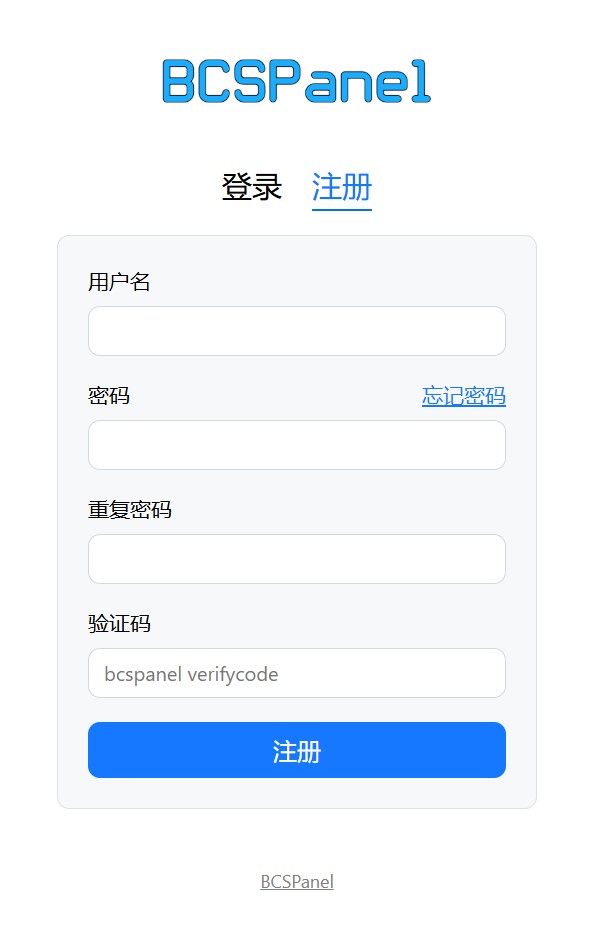 BCSPanel
登录 注册
用户名
密码 忘记密码
重复密码
验证码
bcspanel verifycode
注册
BCSPanel